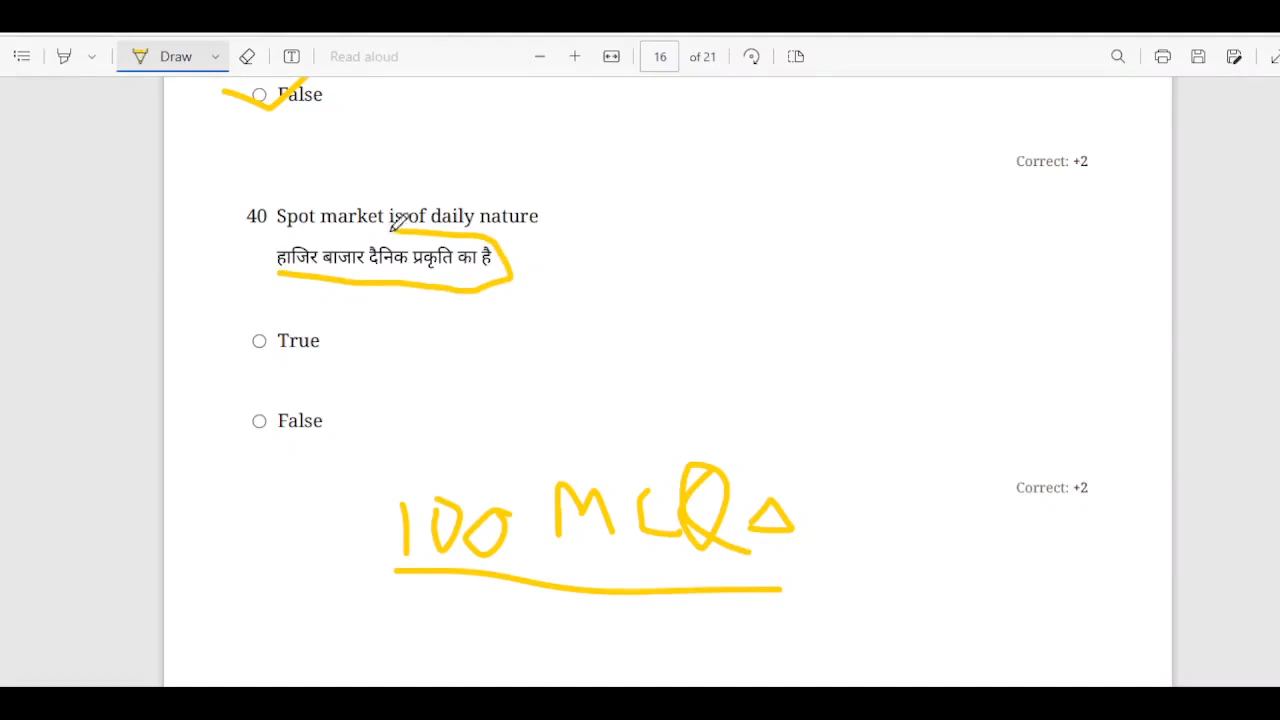 Draw
Read aloud
16 of 21
False
Correct: +2
40 Spot market is of daily nature
हाजिर बाजार दैनिक प्रकृति का है
True
False
Correct: +2
100 MCQs